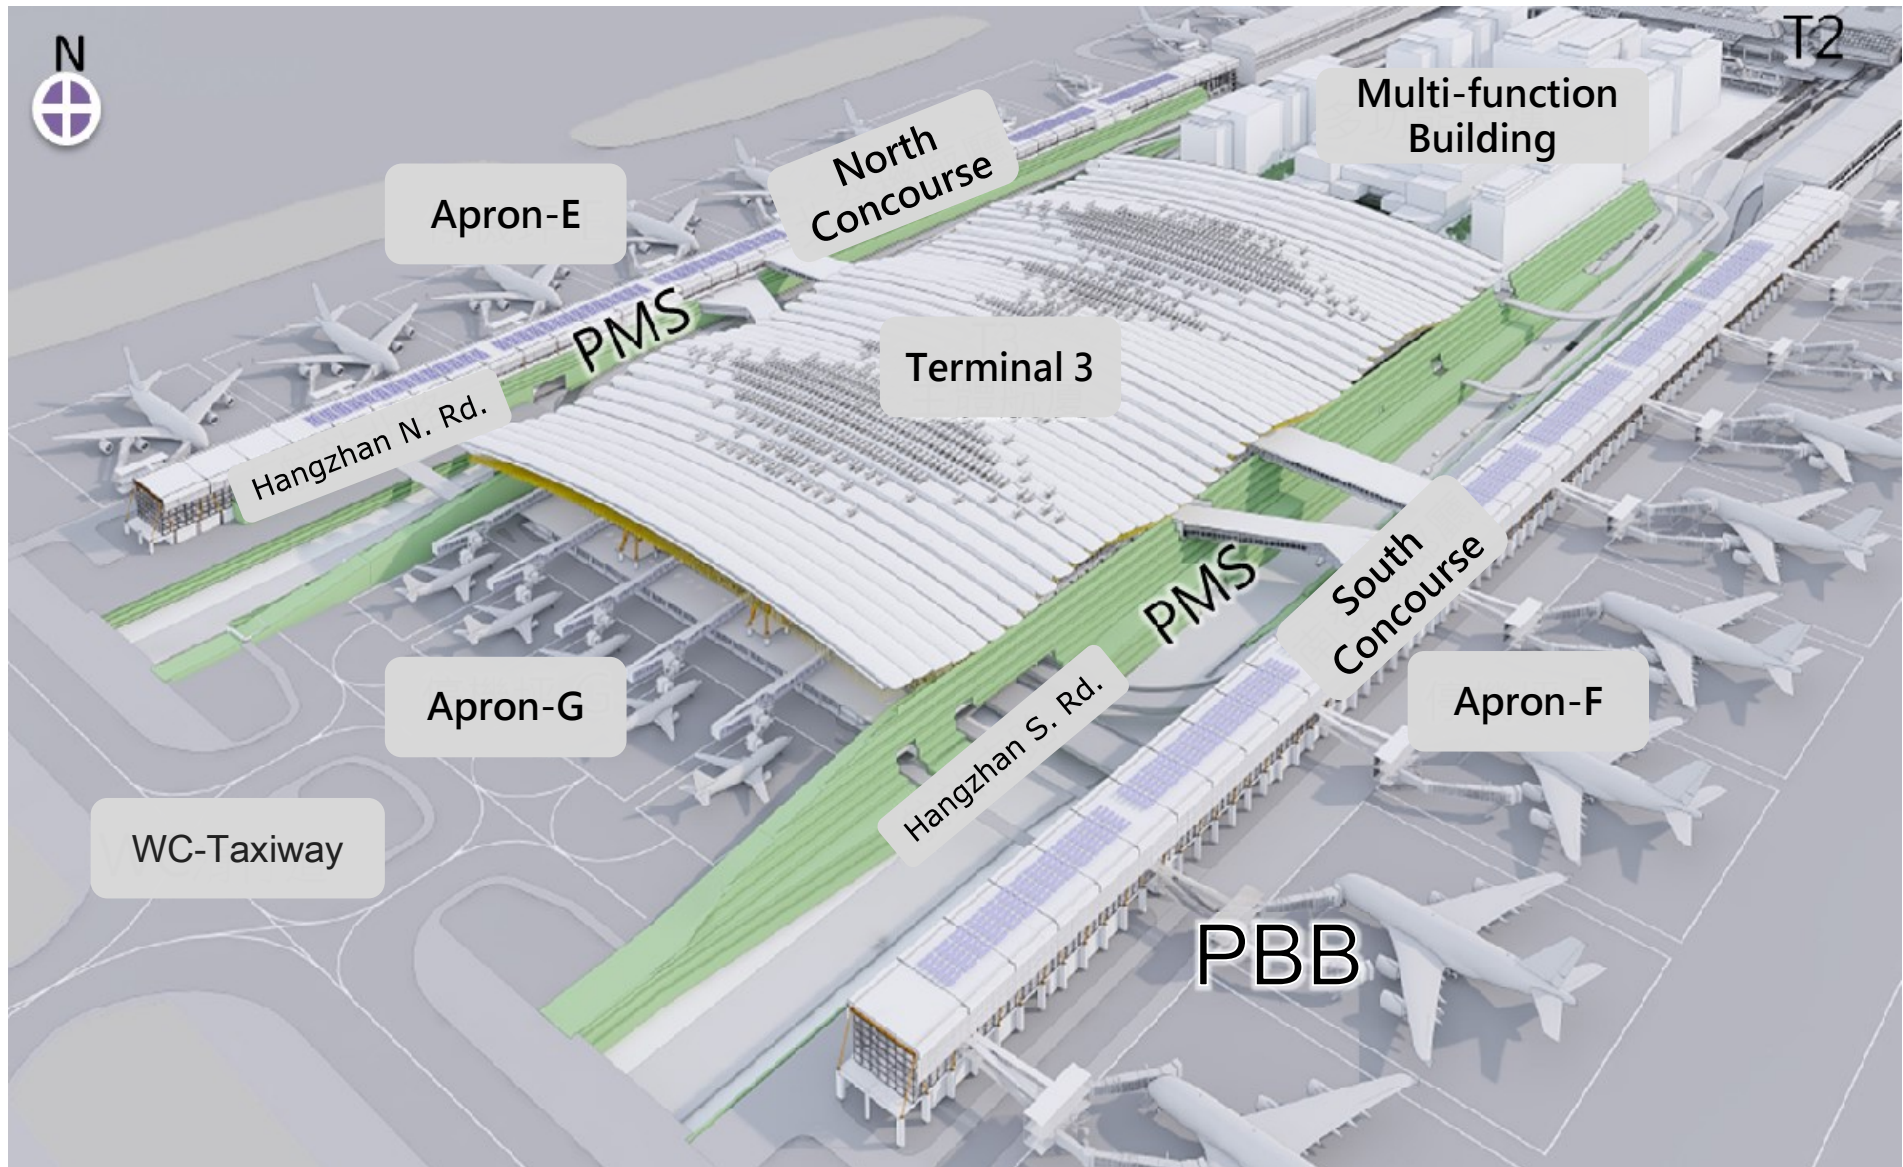 N
T2
Multi-function
Building
North
Concourse
Apron-E
PMS
Terminal 3
Hangzhan N. Rd.
South
Concourse
PMS
Apron-G
Apron-F
Hangzhan S. Rd.
WC-Taxiway
PBB